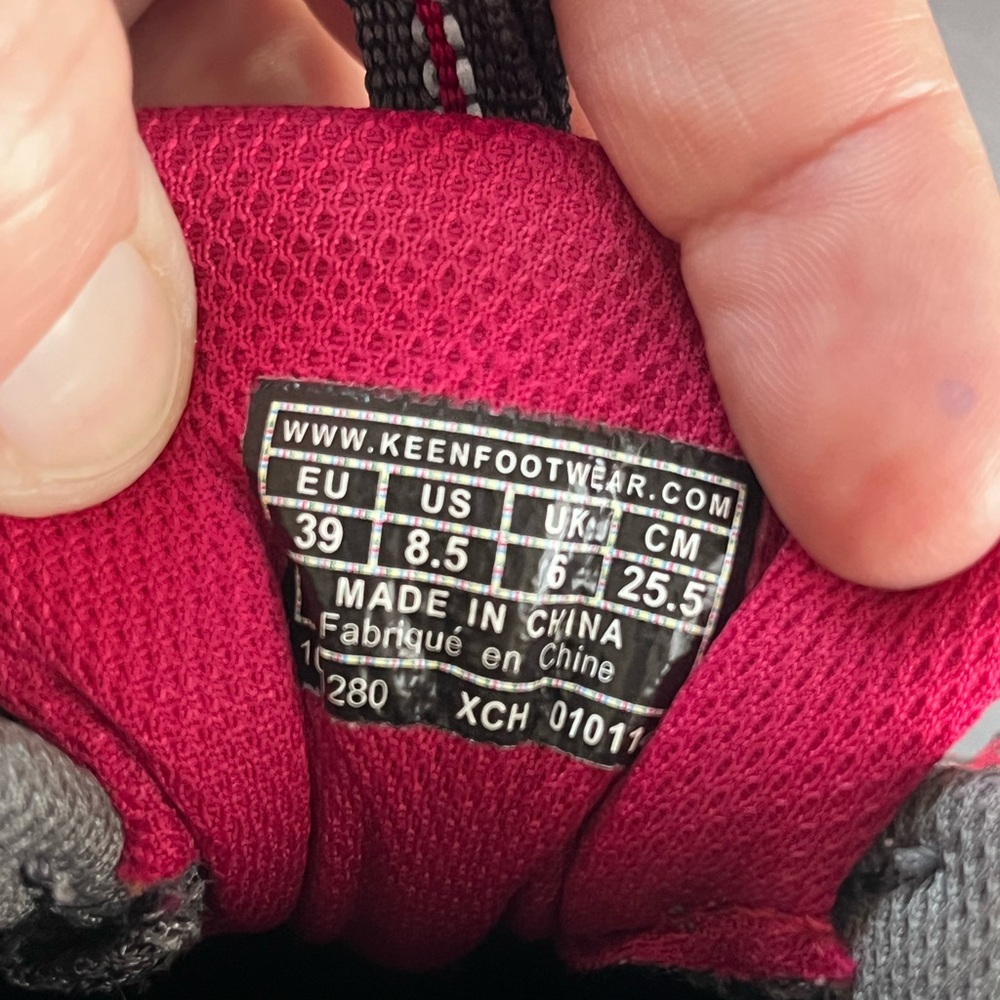 WWW.KEENFOOTWEAR.COM
EU US UK CM
39 8.5 6 25.5
MADE IN CHINA
Fabriqué en Chine
XCH